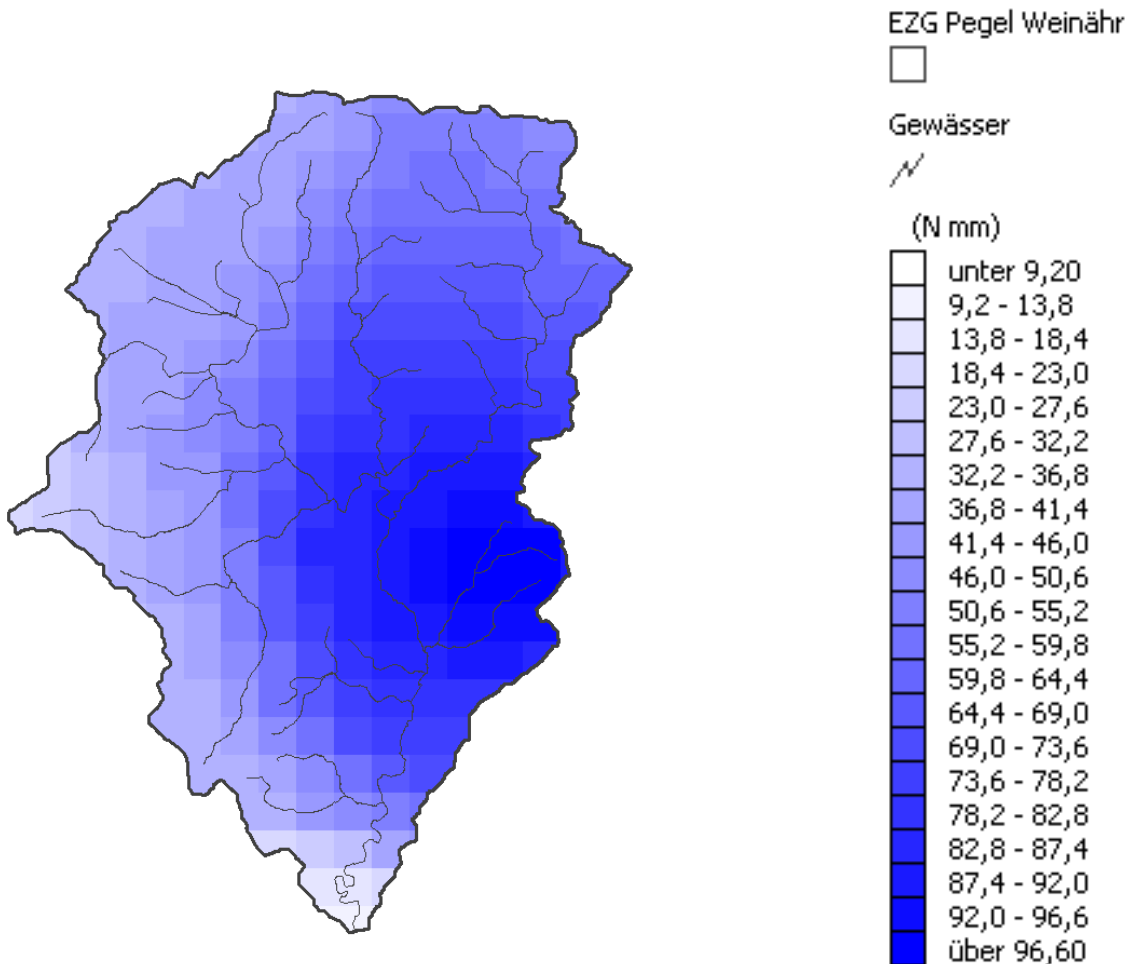 EZG Pegel Weinähr
Gewässer
(N mm)
unter 9,20
9,2 - 13,8
13,8 - 18,4
18,4 - 23,0
23,0 - 27,6
27,6 - 32,2
32,2 - 36,8
36,8 - 41,4
41,4 - 46,0
46,0 - 50,6
50,6 - 55,2
55,2 - 59,8
59,8 - 64,4
64,4 - 69,0
69,0 - 73,6
73,6 - 78,2
78,2 - 82,8
82,8 - 87,4
87,4 - 92,0
92,0 - 96,6
über 96,60